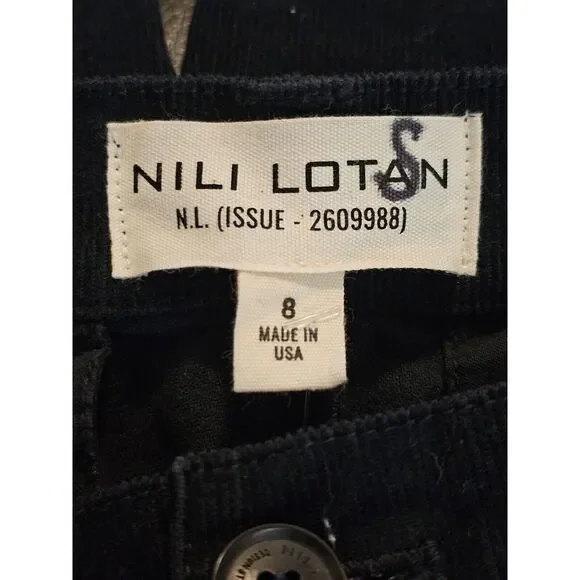 NILI LOTAN
S
N.L. (ISSUE - 2609988)
8
MADE IN
USA